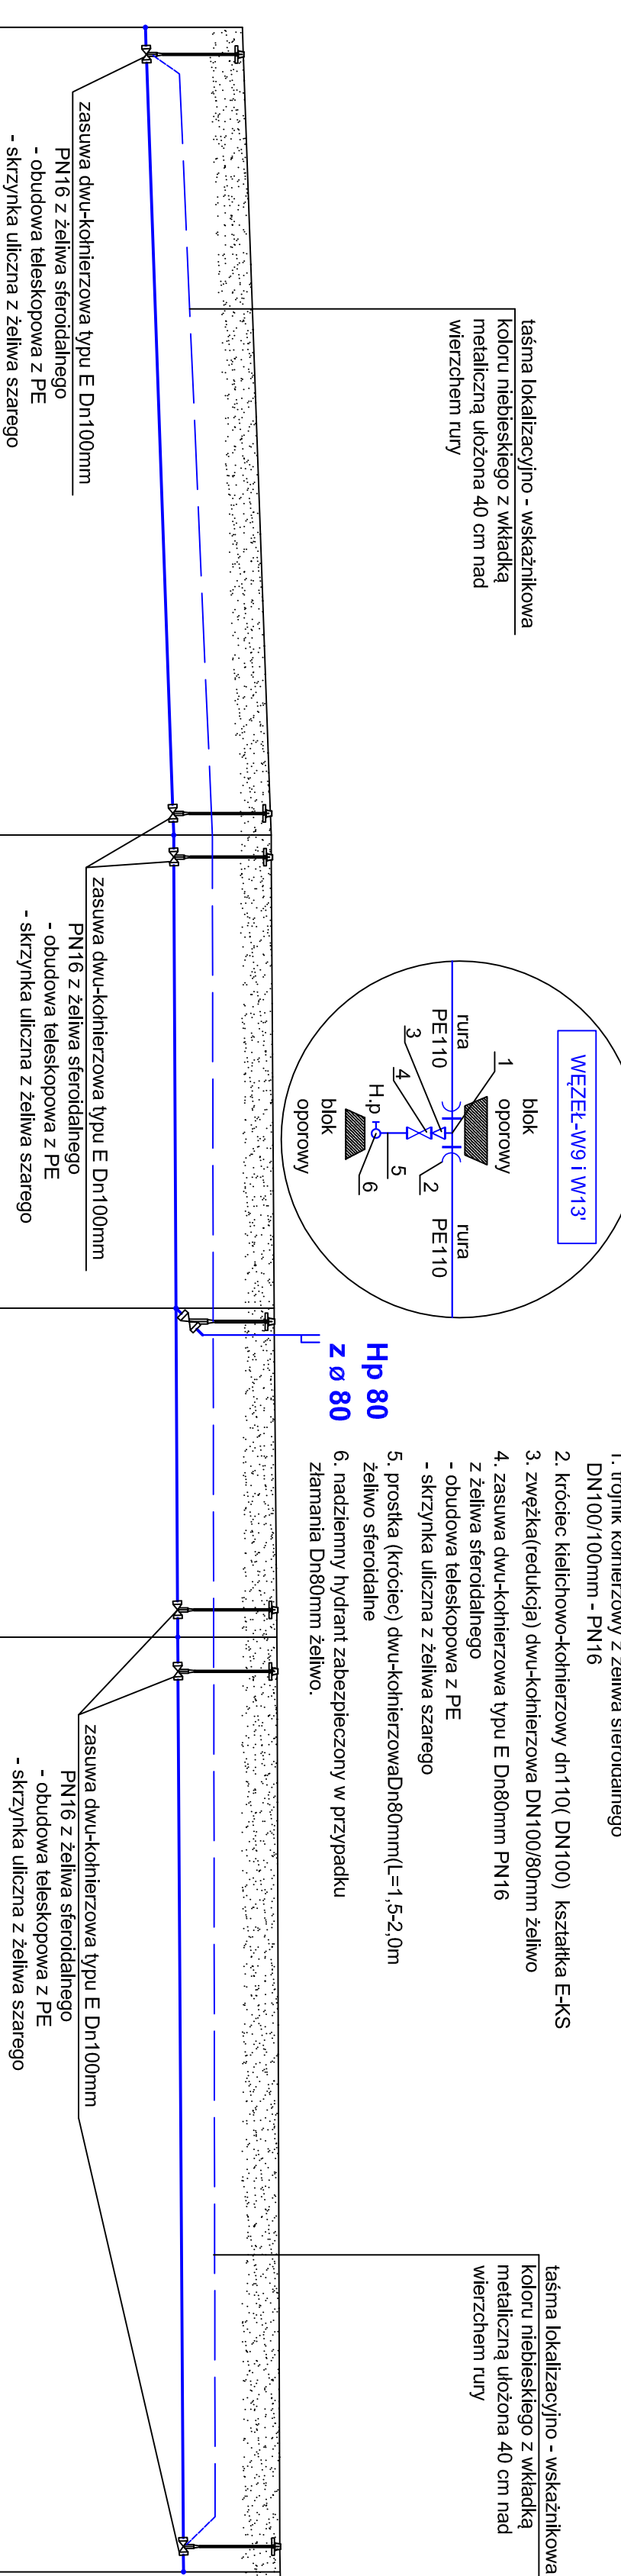 taśma lokalizacyjno - wskaźnikowa
koloru niebieskiego z wkładką
metaliczną ułożona 40 cm nad
wierzchem rury
zasuwa dwu-kołnierzowa typu E Dn100mm
PN16 z żeliwa sferoidalnego
- obudowa teleskopowa z PE
- skrzynka uliczna z żeliwa szarego
WĘZEŁ-W9 i W13'
blok
oporowy
rura
PE110
rura
PE110
1
2
3
4
5
6
H.p
blok
oporowy
zasuwa dwu-kołnierzowa typu E Dn100mm
PN16 z żeliwa sferoidalnego
- obudowa teleskopowa z PE
- skrzynka uliczna z żeliwa szarego
Hp 80
z ø 80
1. trójnik kołnierzowy z żeliwa sferoidalnego
DN100/100mm - PN16
2. króciec kielichowo-kołnierzowy dn110( DN100) kształtka E-KS
3. zwężka(redukcja) dwu-kołnierzowa DN100/80mm żeliwo
4. zasuwa dwu-kołnierzowa typu E Dn80mm PN16
z żeliwa sferoidalnego
- obudowa teleskopowa z PE
- skrzynka uliczna z żeliwa szarego
5. prostka (króciec) dwu-kołnierzowaDn80mm(L=1,5-2,0m
żeliwo sferoidalne
6. nadziemny hydrant zabezpieczony w przypadku
złamania Dn80mm żeliwo.
zasuwa dwu-kołnierzowa typu E Dn100mm
PN16 z żeliwa sferoidalnego
- obudowa teleskopowa z PE
- skrzynka uliczna z żeliwa szarego
taśma lokalizacyjno - wskaźnikowa
koloru niebieskiego z wkładką
metaliczną ułożona 40 cm nad
wierzchem rury